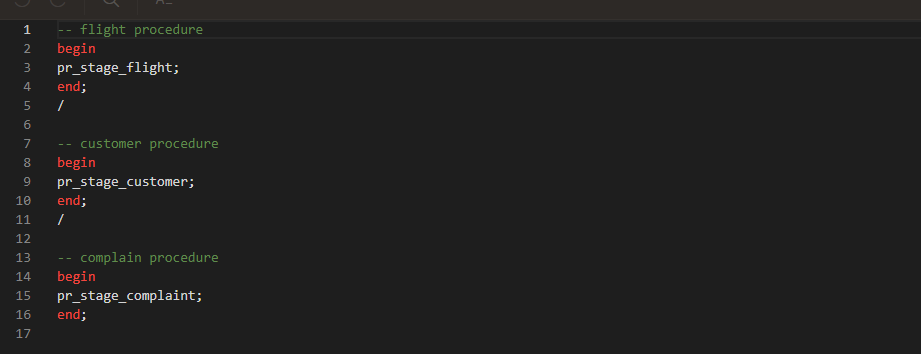 1 -- flight procedure
2 begin
3 pr_stage_flight;
4 end;
5 /
6
7 -- customer procedure
8 begin
9 pr_stage_customer;
10 end;
11 /
12
13 -- complain procedure
14 begin
15 pr_stage_complaint;
16 end;
17